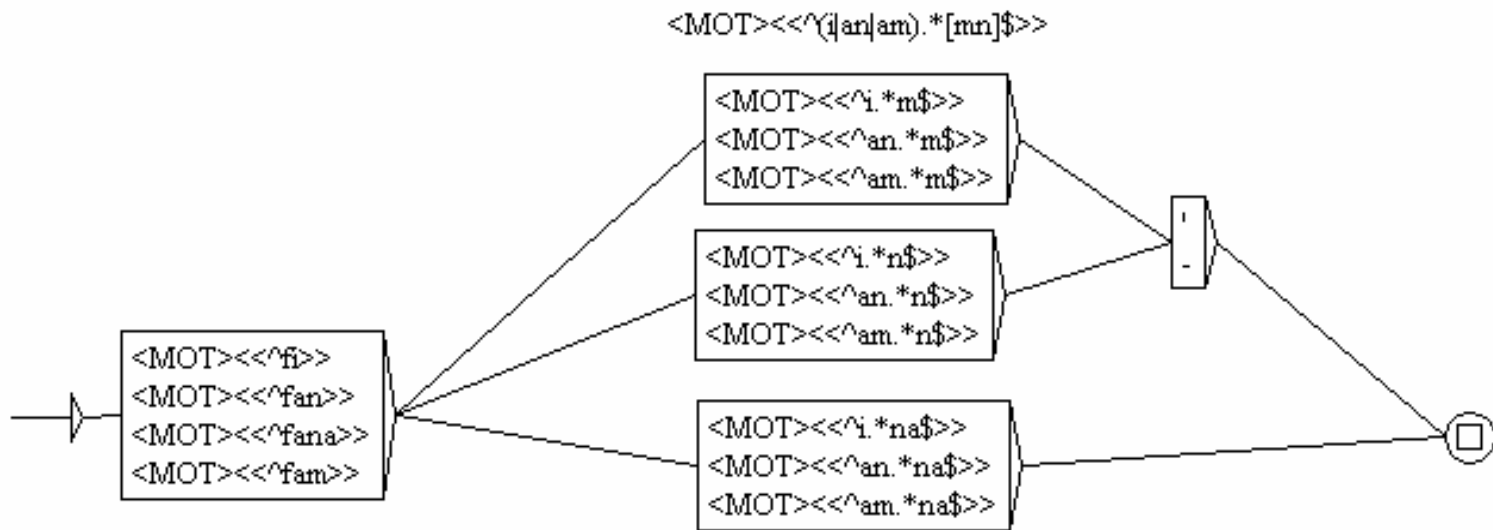 <MOT><<^(i|an|am).*[mn]$>>
<MOT><<^i.*m$>>
<MOT><<^an.*m$>>
<MOT><<^am.*m$>>
'
-
<MOT><<^i.*n$>>
<MOT><<^an.*n$>>
<MOT><<^am.*n$>>
<MOT><<^fi>>
<MOT><<^fan>>
<MOT><<^fana>>
<MOT><<^fam>>
<MOT><<^i.*na$>>
<MOT><<^an.*na$>>
<MOT><<^am.*na$>>